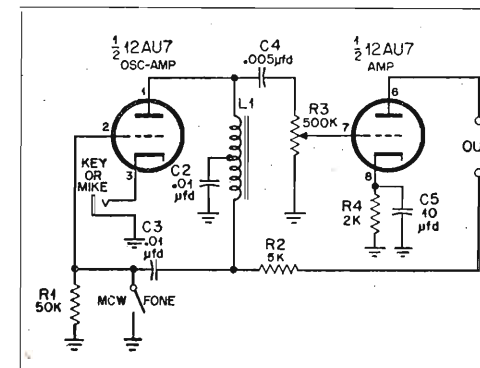 1/2 12AU7
OSC-AMP
1
2
3
KEY
OR
MIKE
C4
.005µfd
L1
C2
.01
µfd
R3
500K
1/2 12AU7
AMP
6
7
8
OU
R4
2K
C5
10
µfd
C3
.01
µfd
R2
5K
R1
50K
MCW FONE